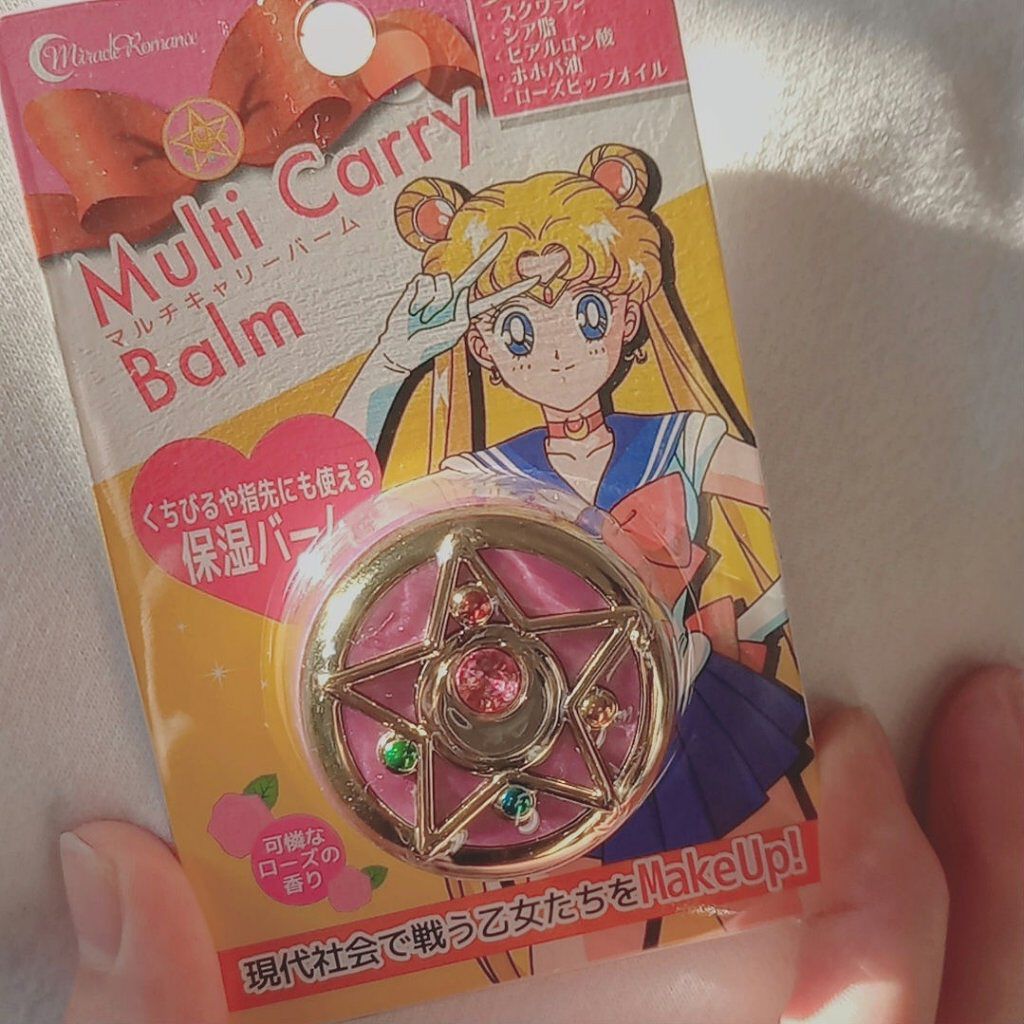 Miracle Romance
・スクワラン
・シア脂
・ヒアルロン酸
・ホホバ油
・ローズヒップオイル
Multi Carry
マルチキャリーバーム
Balm
くちびるや指先にも使える
保湿バーム
可憐な
ローズの
香り
現代社会で戦う乙女たちをMakeUp!